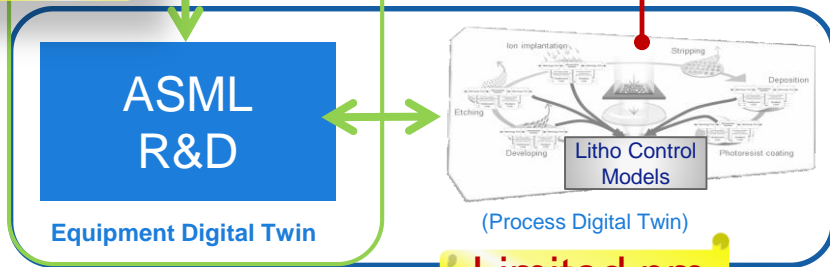 ASML
R&D
Equipment Digital Twin
Ion implantation
Stripping
Deposition
Etching
Developing
Photoresist coating
Litho Control
Models
(Process Digital Twin)